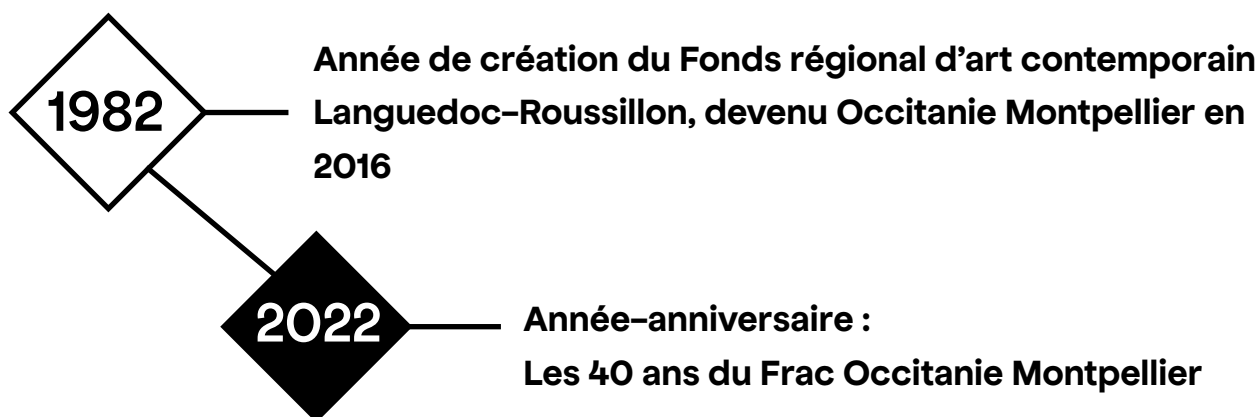 1982
Année de création du Fonds régional d’art contemporain
Languedoc–Roussillon, devenu Occitanie Montpellier en
2016
2022
Année–anniversaire :
Les 40 ans du Frac Occitanie Montpellier